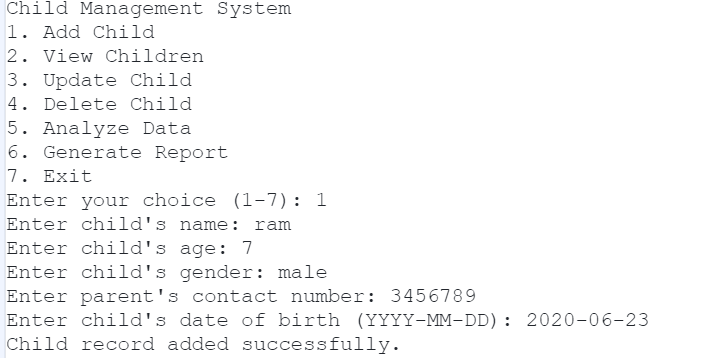 Child Management System
1. Add Child
2. View Children
3. Update Child
4. Delete Child
5. Analyze Data
6. Generate Report
7. Exit
Enter your choice (1-7): 1
Enter child's name: ram
Enter child's age: 7
Enter child's gender: male
Enter parent's contact number: 3456789
Enter child's date of birth (YYYY-MM-DD): 2020-06-23
Child record added successfully.